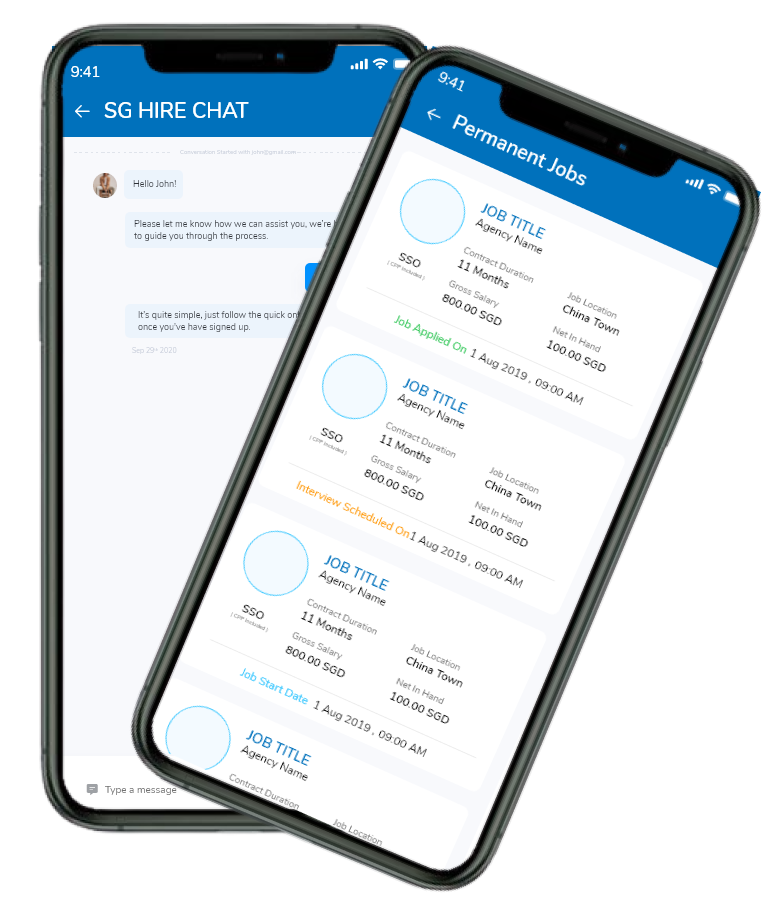 9:41
SG HIRE CHAT
Conversation Started with john@gmail.com
Hello John!
Please let me know how we can assist you, we're
to guide you through the process.
It's quite simple, just follow the quick
once you've have signed up.
Sep 29th 2020
Type a message
9:41
Permanent Jobs
JOB TITLE
Agency Name
SSO
( CPF Included )
Contract Duration
11 Months
Job Location
China Town
Gross Salary
800.00 SGD
Net In Hand
100.00 SGD
Job Applied On 1 Aug 2019 , 09:00 AM
JOB TITLE
Agency Name
SSO
( CPF Included )
Contract Duration
11 Months
Job Location
China Town
Gross Salary
800.00 SGD
Net In Hand
100.00 SGD
Interview Scheduled On 1 Aug 2019 , 09:00 AM
JOB TITLE
Agency Name
SSO
( CPF Included )
Contract Duration
11 Months
Job Location
China Town
Gross Salary
800.00 SGD
Net In Hand
100.00 SGD
Job Start Date 1 Aug 2019 , 09:00 AM
JOB TITLE
Agency Name
Contract Duration
Job Location